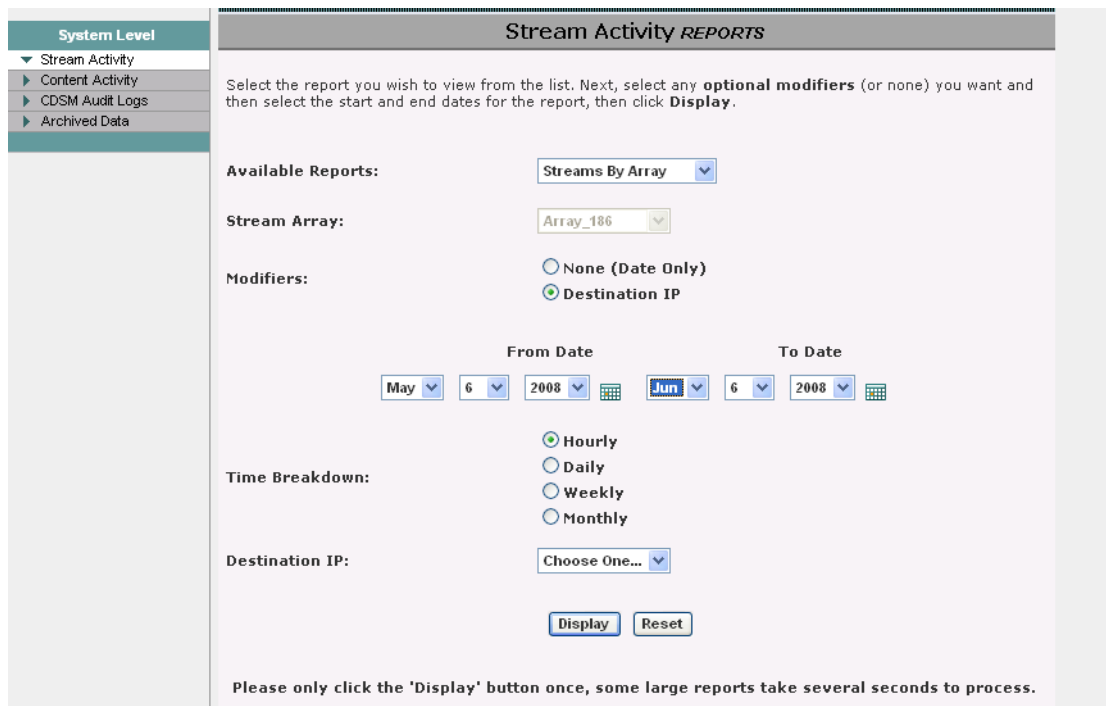 System Level
Stream Activity
Content Activity
CDSM Audit Logs
Archived Data
Stream Activity REPORTS
Select the report you wish to view from the list. Next, select any optional modifiers (or none) you want and
then select the start and end dates for the report, then click Display.
Available Reports: Streams By Array
Stream Array: Array_186
Modifiers:
None (Date Only)
Destination IP
From Date To Date
May 6 2008 Jun 6 2008
Time Breakdown:
Hourly
Daily
Weekly
Monthly
Destination IP: Choose One...
Display Reset
Please only click the 'Display' button once, some large reports take several seconds to process.